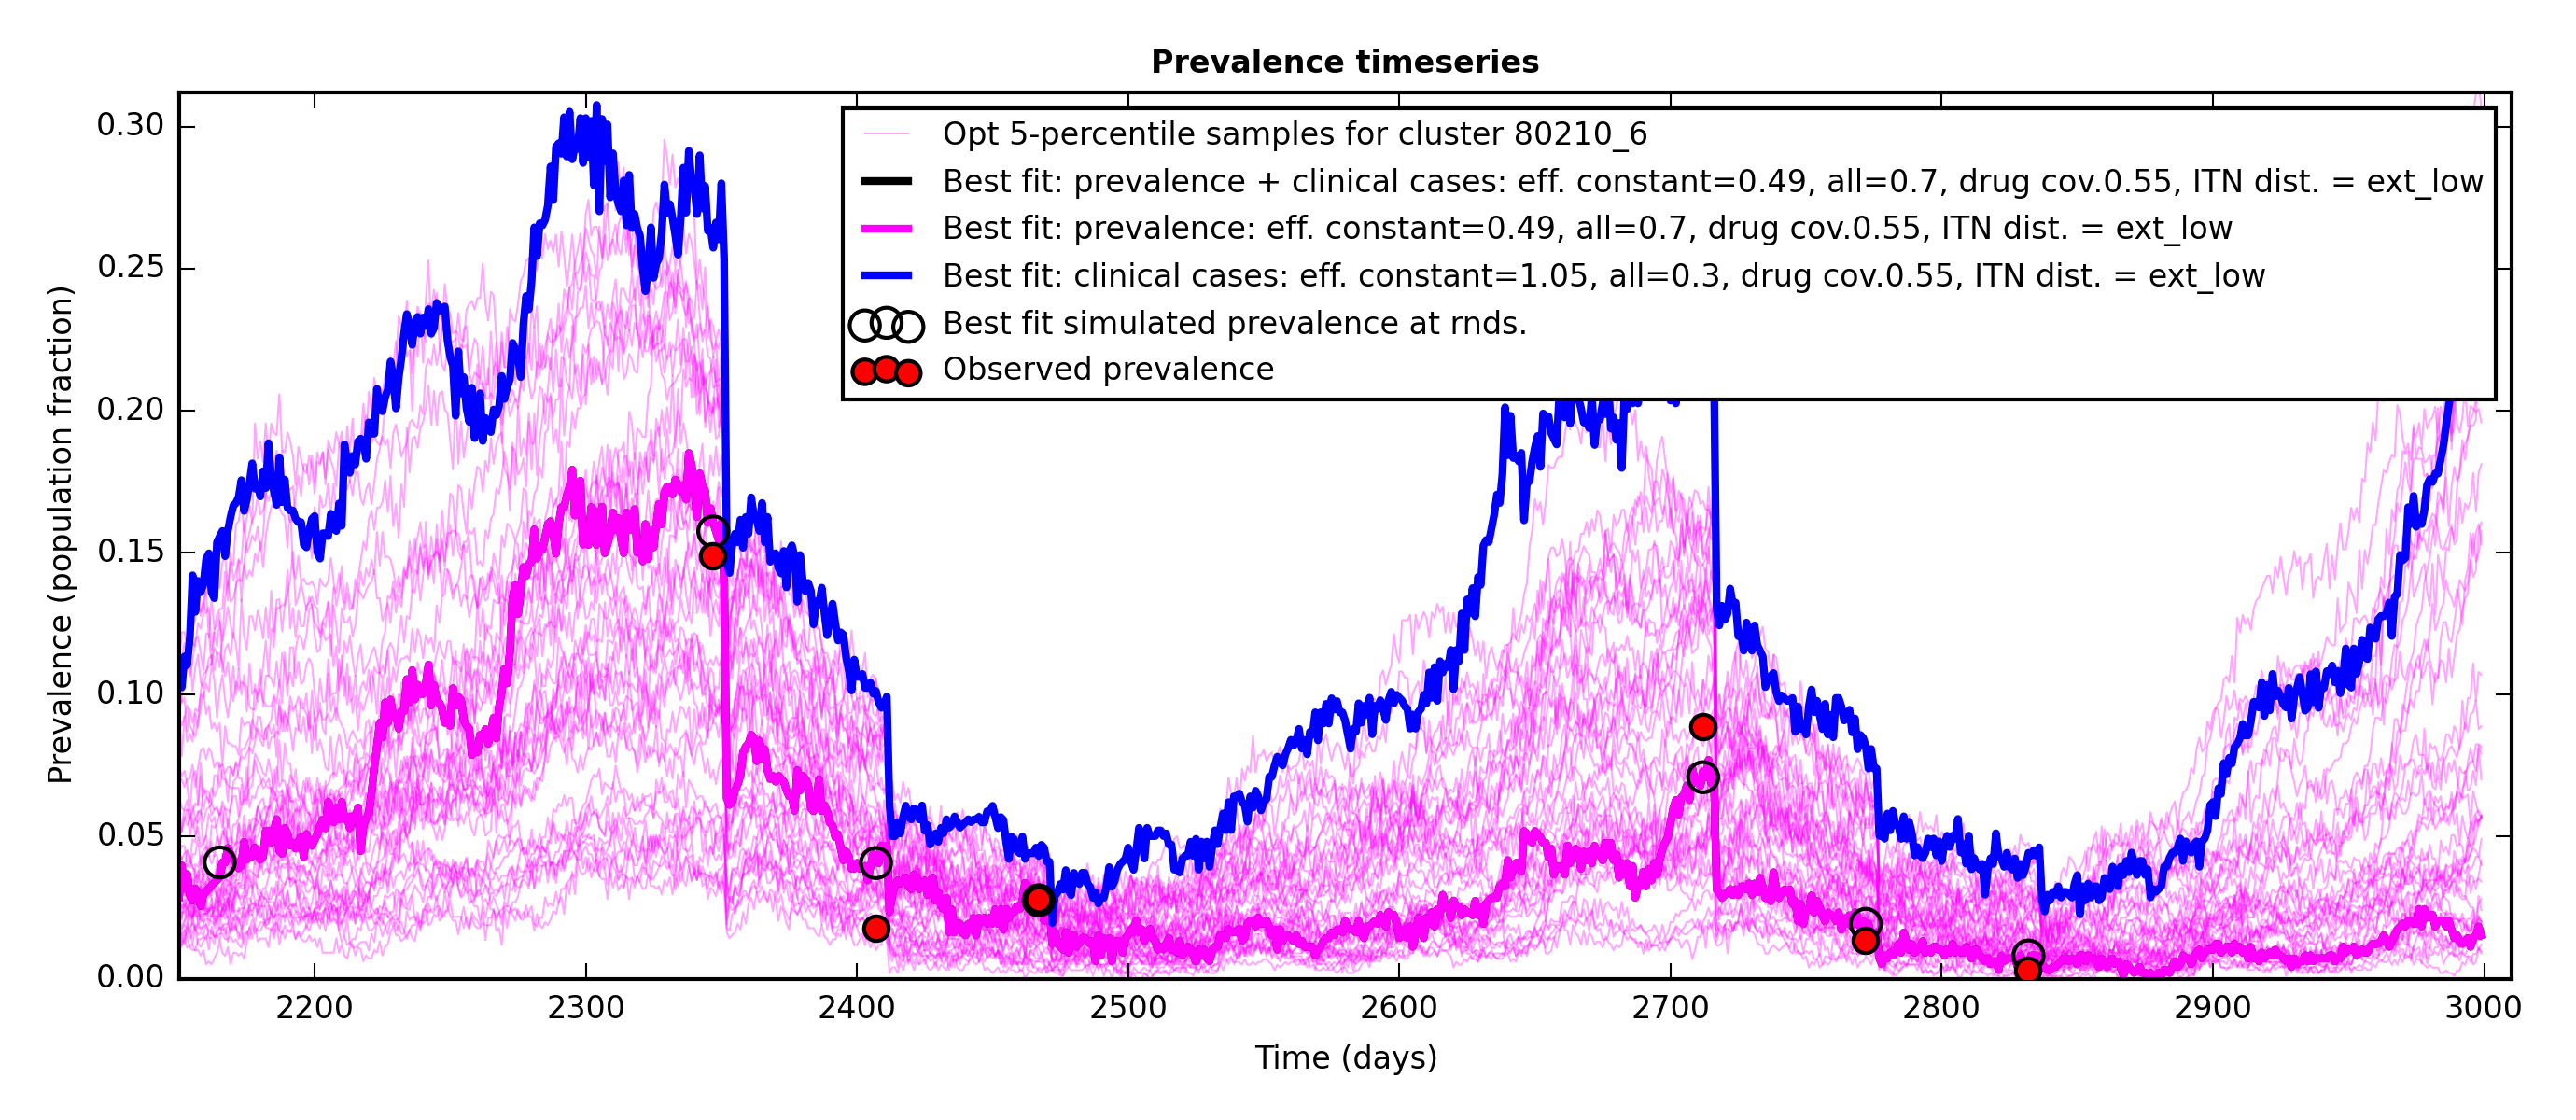 Prevalence timeseries
Opt 5-percentile samples for cluster 80210_6
Best fit: prevalence + clinical cases: eff. constant=0.49, all=0.7, drug cov.0.55, ITN dist. = ext_low
Best fit: prevalence: eff. constant=0.49, all=0.7, drug cov.0.55, ITN dist. = ext_low
Best fit: clinical cases: eff. constant=1.05, all=0.3, drug cov.0.55, ITN dist. = ext_low
Best fit simulated prevalence at rnds.
Observed prevalence
Prevalence (population fraction)
0.30
0.25
0.20
0.15
0.10
0.05
0.00
2200 2300 2400 2500 2600 2700 2800 2900 3000
Time (days)